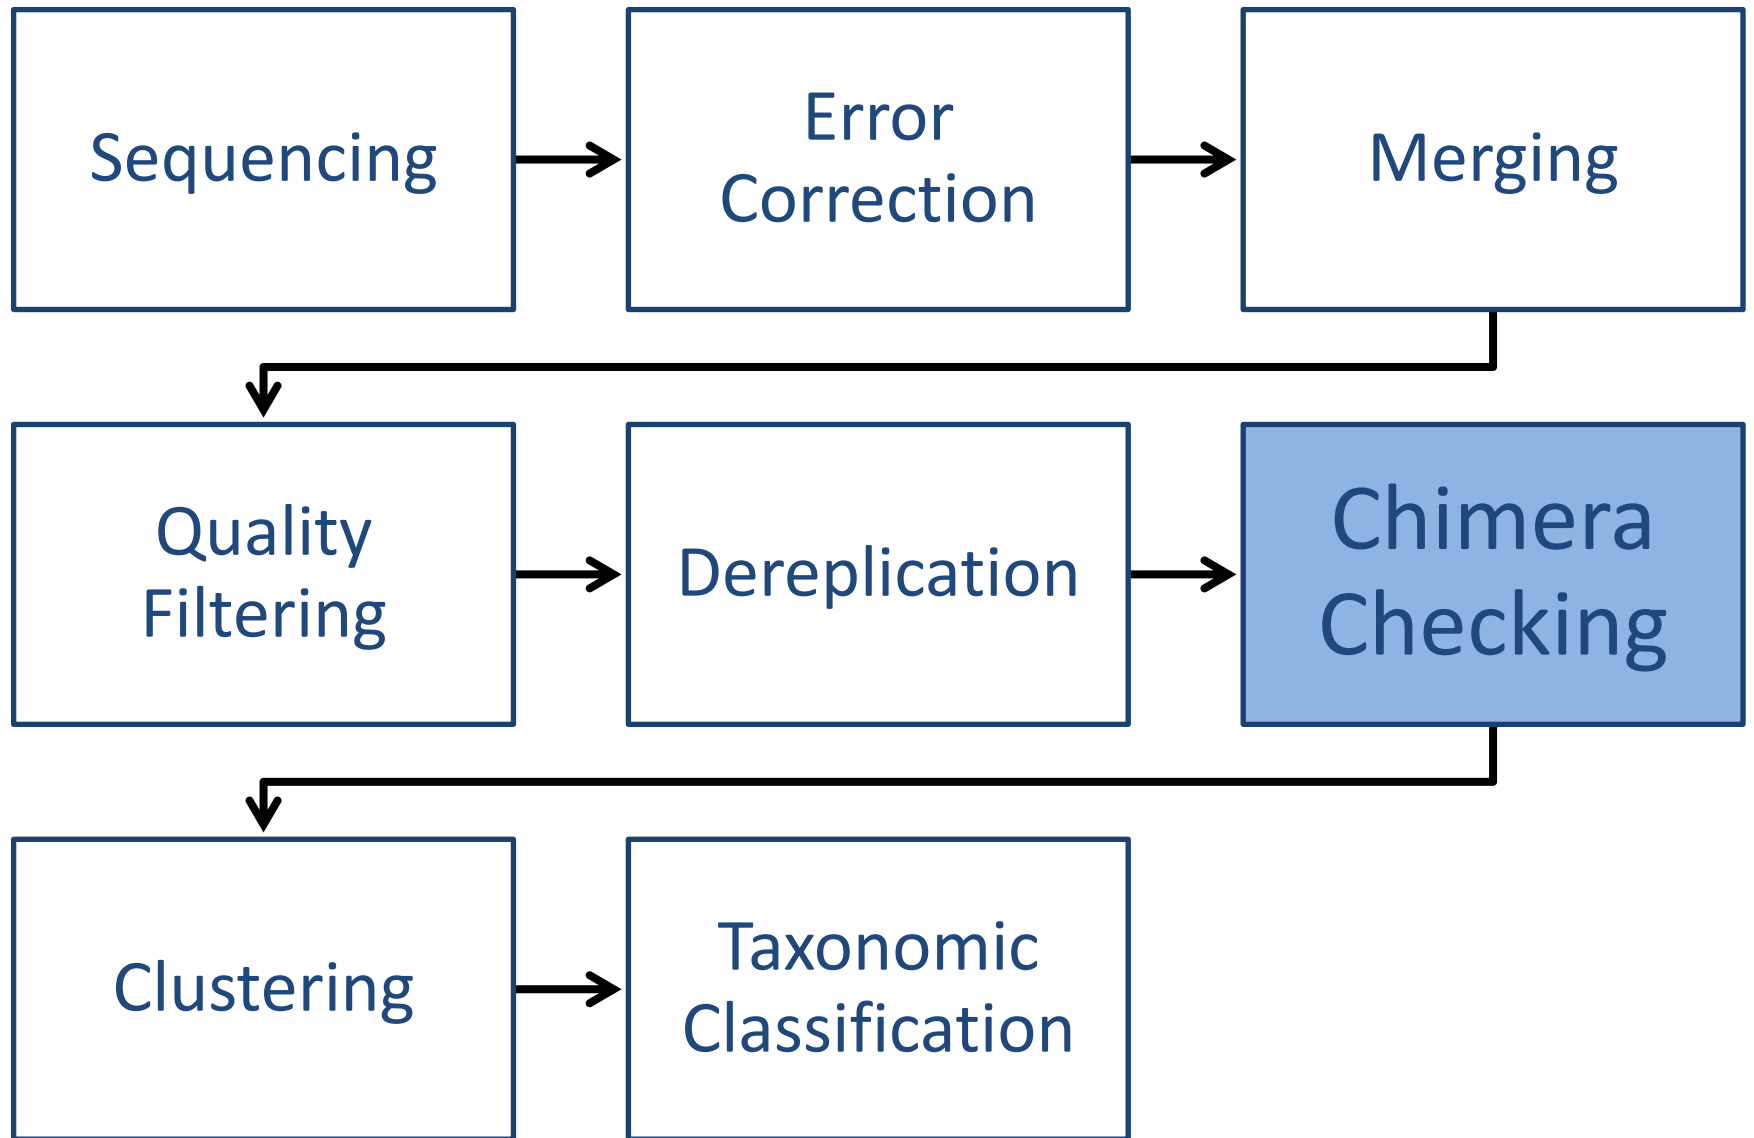 Sequencing
Error
Correction
Merging
Quality
Filtering
Dereplication
Chimera
Checking
Clustering
Taxonomic
Classification